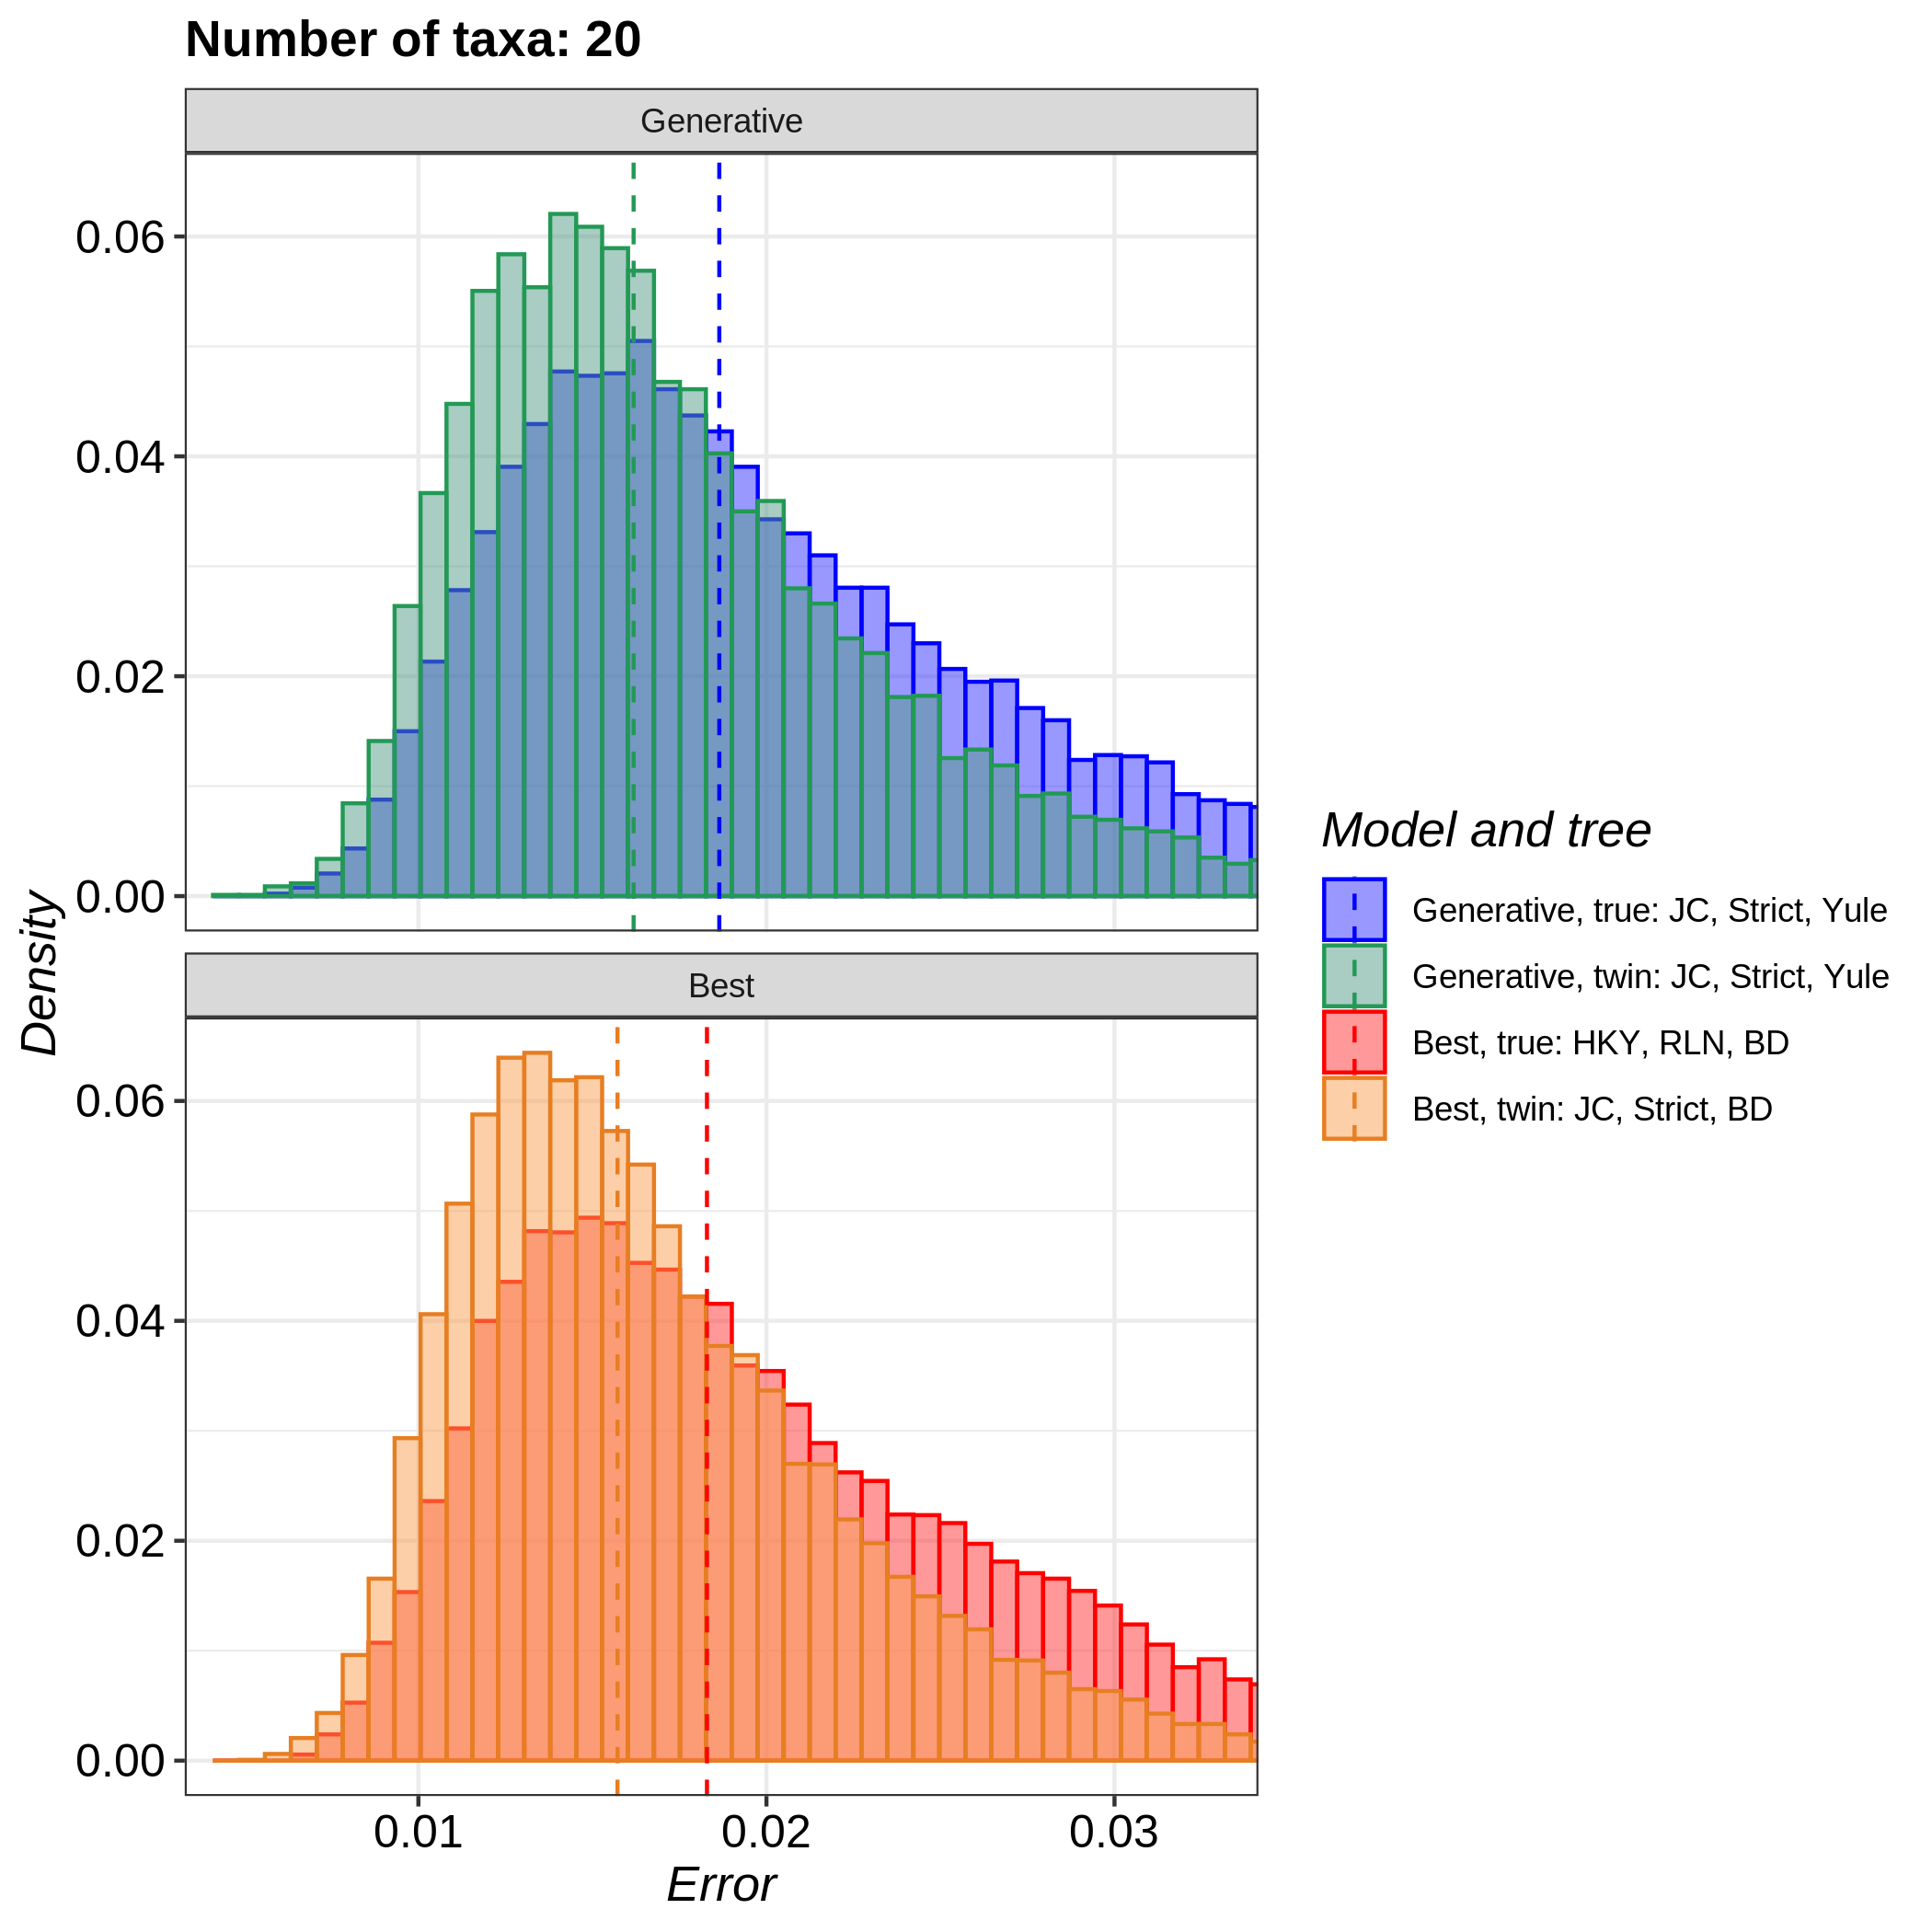 Number of taxa: 20
Generative
0.06
0.04
0.02
0.00
Best
0.06
0.04
0.02
0.00
0.01 0.02 0.03
Error
Density
Model and tree
Generative, true: JC, Strict, Yule
Generative, twin: JC, Strict, Yule
Best, true: HKY, RLN, BD
Best, twin: JC, Strict, BD